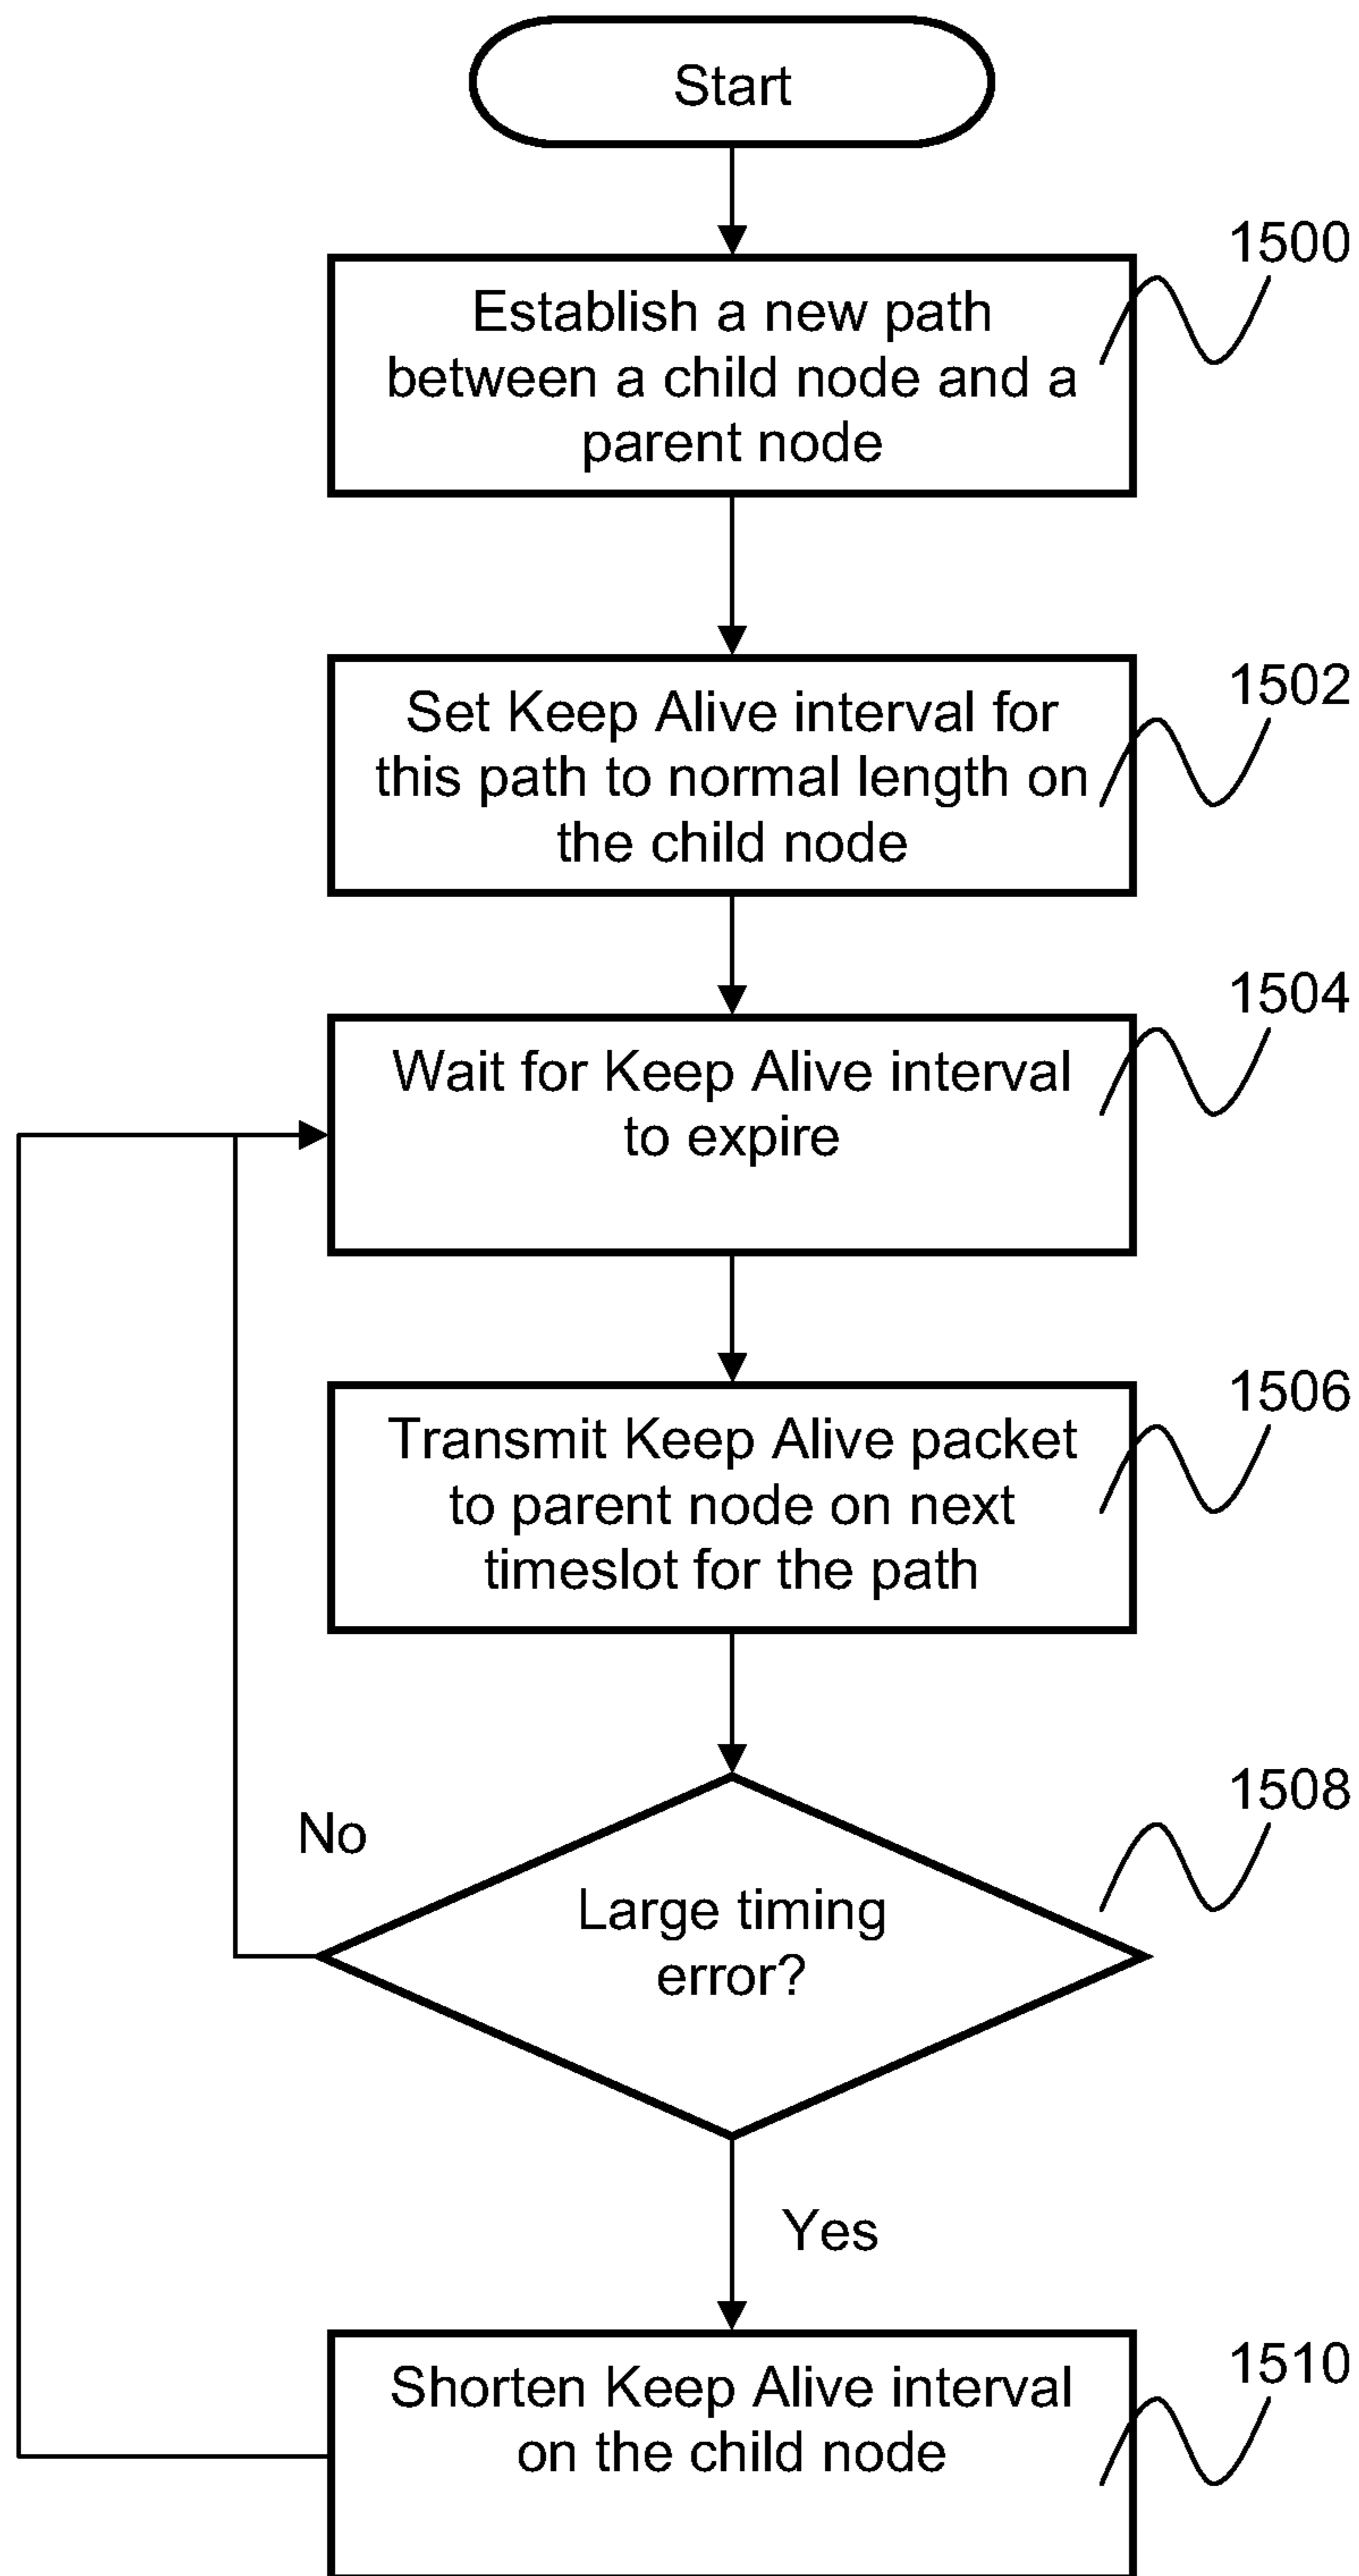 Start
1500
Establish a new path
between a child node and a
parent node
1502
Set Keep Alive interval for
this path to normal length on
the child node
1504
Wait for Keep Alive interval
to expire
1506
Transmit Keep Alive packet
to parent node on next
timeslot for the path
1508
No
Large timing
error?
Yes
1510
Shorten Keep Alive interval
on the child node